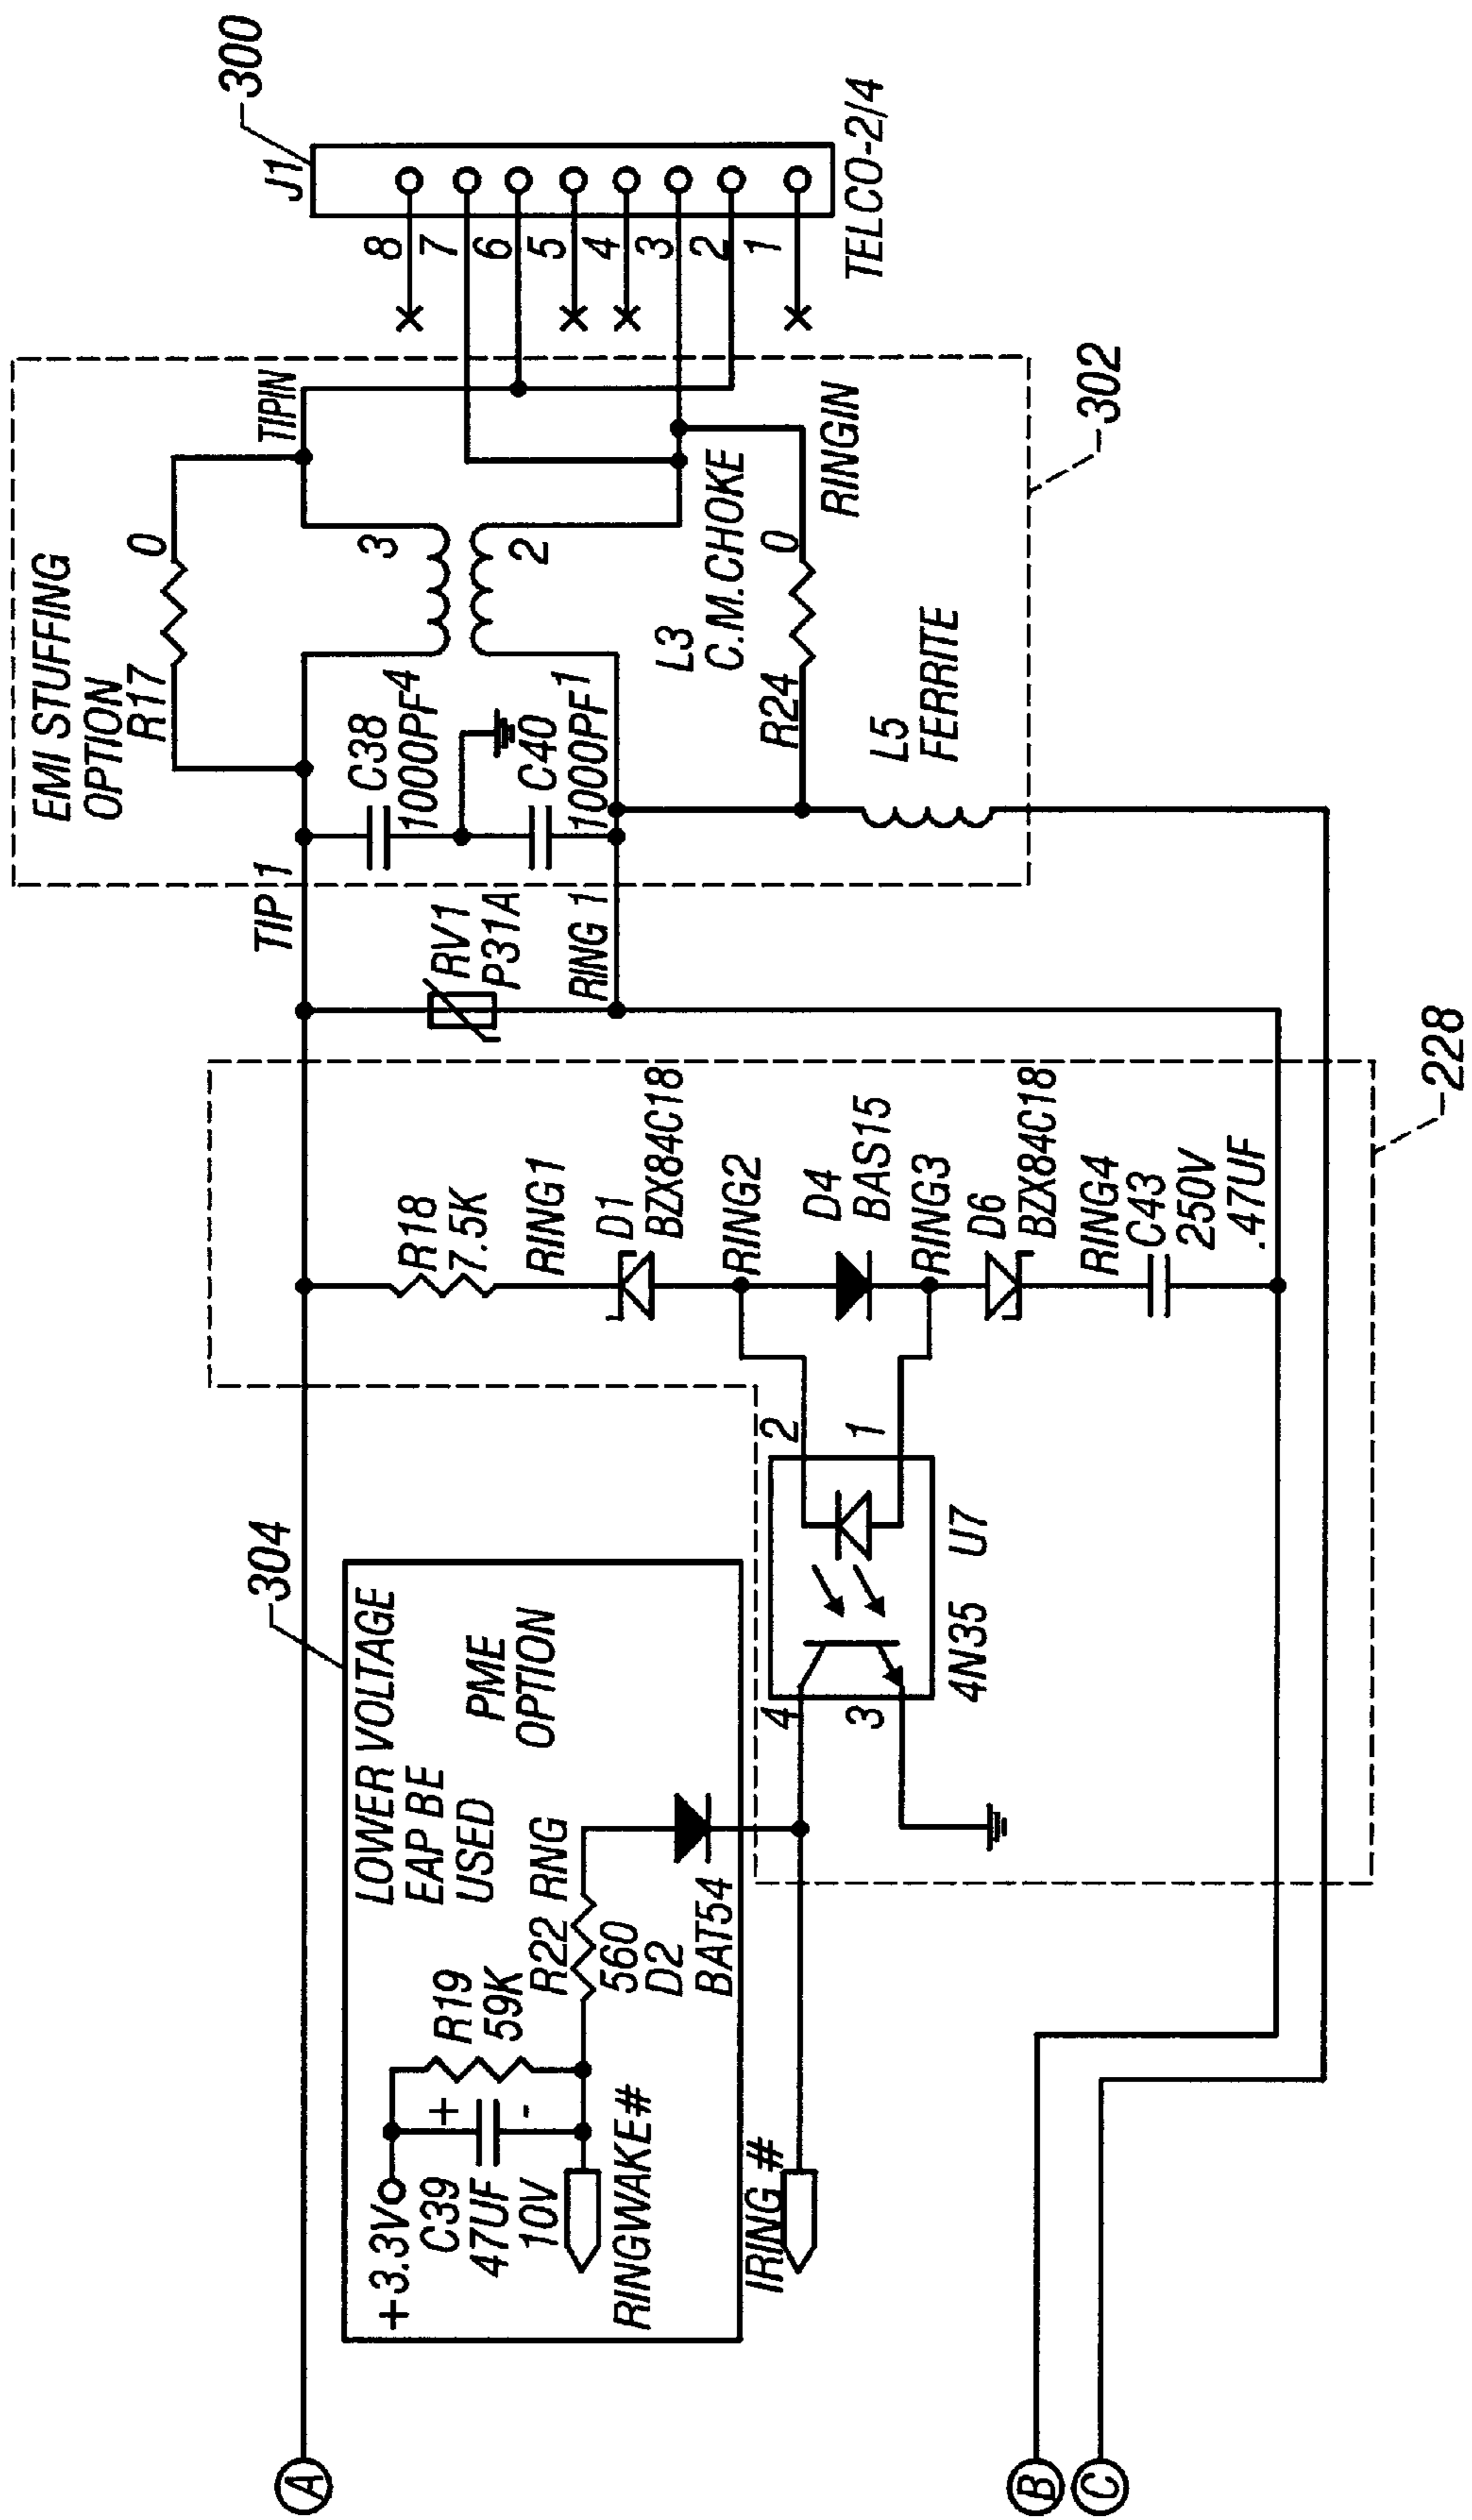 300
J1
8
7
6
5
4
3
2
1
TELCO-2/4
302
EMI STUFFING
OPTION
R17
0
TIPIN
3
2
L3
C.M.CHOKE
C38
1000PF
4
C40
1000PF
1
R24
0
RINGIN
L5
FERRITE
TIP 1
RV1
P31A
RING 1
228
R18
7.5K
RING1
D1
BZX84C18
RING2
D4
BAS15
RING3
D6
BZX84C18
RING4
C43
250V
.47UF
2
1
4
3
4N35 U7
304
LOWER VOLTAGE
EAP BE
USED
PME
OPTION
R19
59K
R22 RNG
560
D2
BAT54
+3.3V
C39
47UF
10V
+
-
RINGWAKE#
IRING #
A
B
C